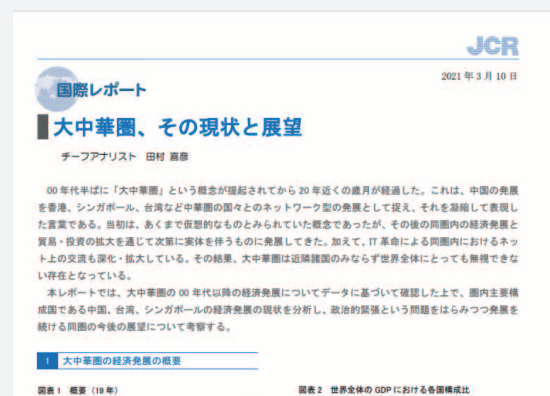 JCR
2021年3月10日
国際レポート
大中華圏、その現状と展望
チーフアナリスト 田村 喜彦
00年代半ばに「大中華圏」という概念が提起されてから20年近くの歳月が経過した。これは、中国の発展
を香港、シンガポール、台湾など中華圏の国々とのネットワーク型の発展として捉え、それを凝縮して表現し
た言葉である。当初は、あくまで仮想的なものとみられていた概念であったが、その後の同圏内の経済発展と
貿易・投資の拡大を通じて次第に実体を伴うものに発展してきた。加えて、IT革命による同圏内におけるネッ
ト上の交流も深化・拡大している。その結果、大中華圏は近隣諸国のみならず世界全体にとっても無視できな
い存在となっている。
本レポートでは、大中華圏の00年代以降の経済発展についてデータに基づいて確認した上で、圏内主要構
成国である中国、台湾、シンガポールの経済発展の現状を分析し、政治的緊張という問題をはらみつつ発展を
続ける同圏の今後の展望について考察する。
1 大中華圏の経済発展の概要
図表1 概要（19年）
図表2 世界全体のGDPにおける各国構成比